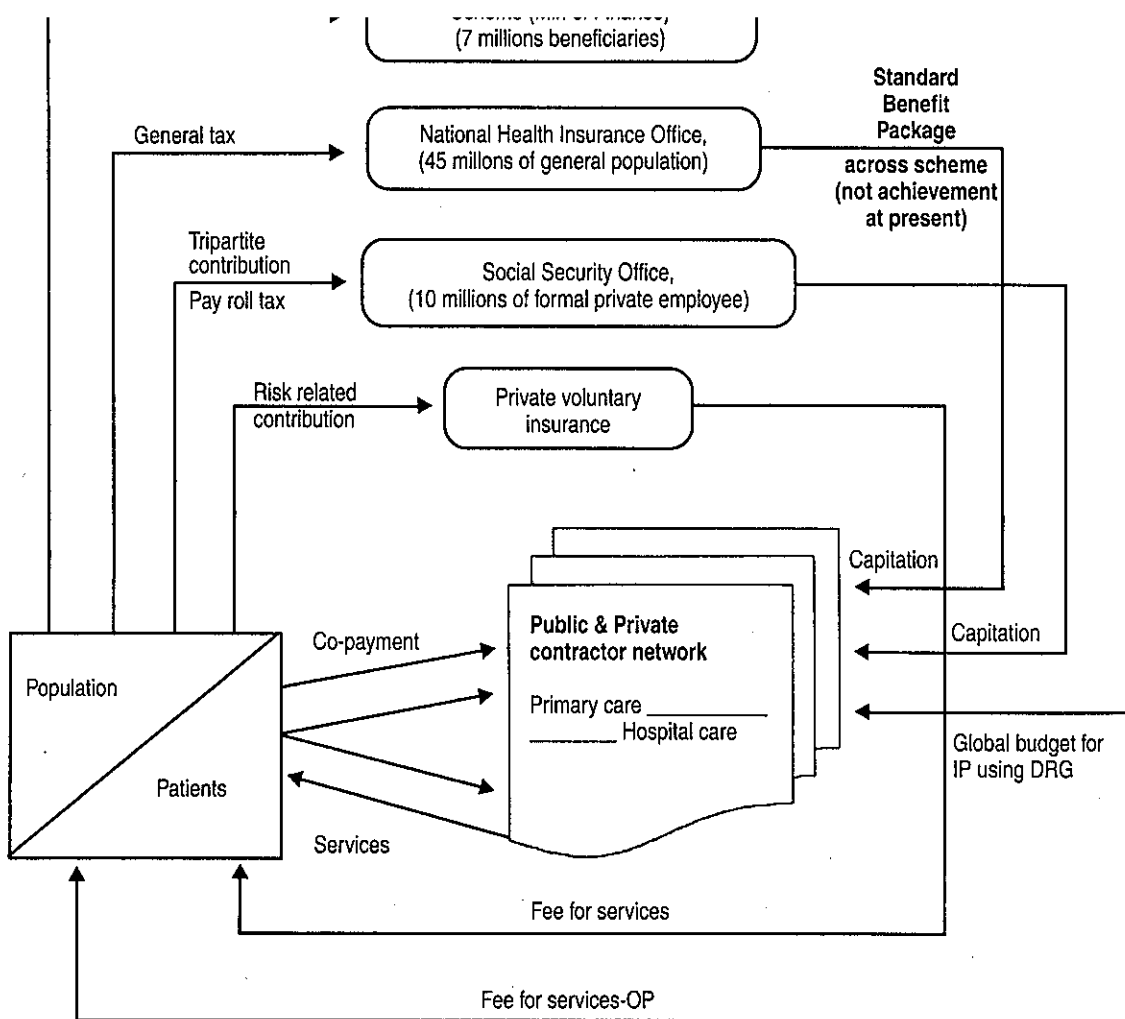 (7 millions beneficiaries)
Standard
Benefit
Package
across scheme
(not achievement
at present)
General tax
National Health Insurance Office,
(45 millons of general population)
Tripartite
contribution
Pay roll tax
Social Security Office,
(10 millions of formal private employee)
Risk related
contribution
Private voluntary
insurance
Capitation
Public & Private
contractor network
Primary care
Hospital care
Capitation
Global budget for
IP using DRG
Co-payment
Population
Patients
Services
Fee for services
Fee for services-OP